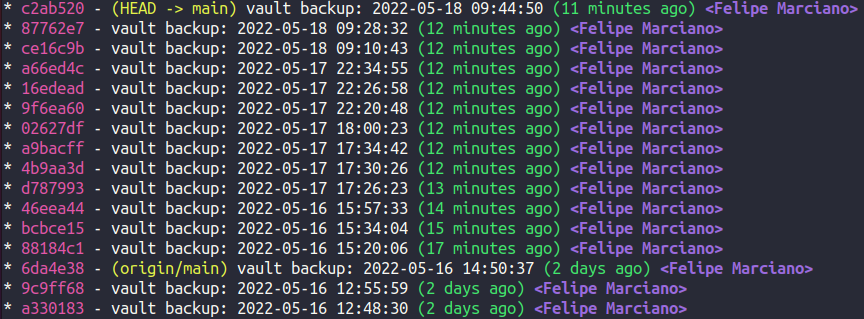 * c2ab520 - (HEAD -> main) vault backup: 2022-05-18 09:44:50 (11 minutes ago) <Felipe Marciano>
* 87762e7 - vault backup: 2022-05-18 09:28:32 (12 minutes ago) <Felipe Marciano>
* ce16c9b - vault backup: 2022-05-18 09:10:43 (12 minutes ago) <Felipe Marciano>
* a66ed4c - vault backup: 2022-05-17 22:34:55 (12 minutes ago) <Felipe Marciano>
* 16edead - vault backup: 2022-05-17 22:26:58 (12 minutes ago) <Felipe Marciano>
* 9f6ea60 - vault backup: 2022-05-17 22:20:48 (12 minutes ago) <Felipe Marciano>
* 02627df - vault backup: 2022-05-17 18:00:23 (12 minutes ago) <Felipe Marciano>
* a9bacff - vault backup: 2022-05-17 17:34:42 (12 minutes ago) <Felipe Marciano>
* 4b9aa3d - vault backup: 2022-05-17 17:30:26 (12 minutes ago) <Felipe Marciano>
* d787993 - vault backup: 2022-05-17 17:26:23 (13 minutes ago) <Felipe Marciano>
* 46eea44 - vault backup: 2022-05-16 15:57:33 (14 minutes ago) <Felipe Marciano>
* bcbce15 - vault backup: 2022-05-16 15:34:04 (15 minutes ago) <Felipe Marciano>
* 88184c1 - vault backup: 2022-05-16 15:20:06 (17 minutes ago) <Felipe Marciano>
* 6da4e38 - (origin/main) vault backup: 2022-05-16 14:50:37 (2 days ago) <Felipe Marciano>
* 9c9ff68 - vault backup: 2022-05-16 12:55:59 (2 days ago) <Felipe Marciano>
* a330183 - vault backup: 2022-05-16 12:48:30 (2 days ago) <Felipe Marciano>